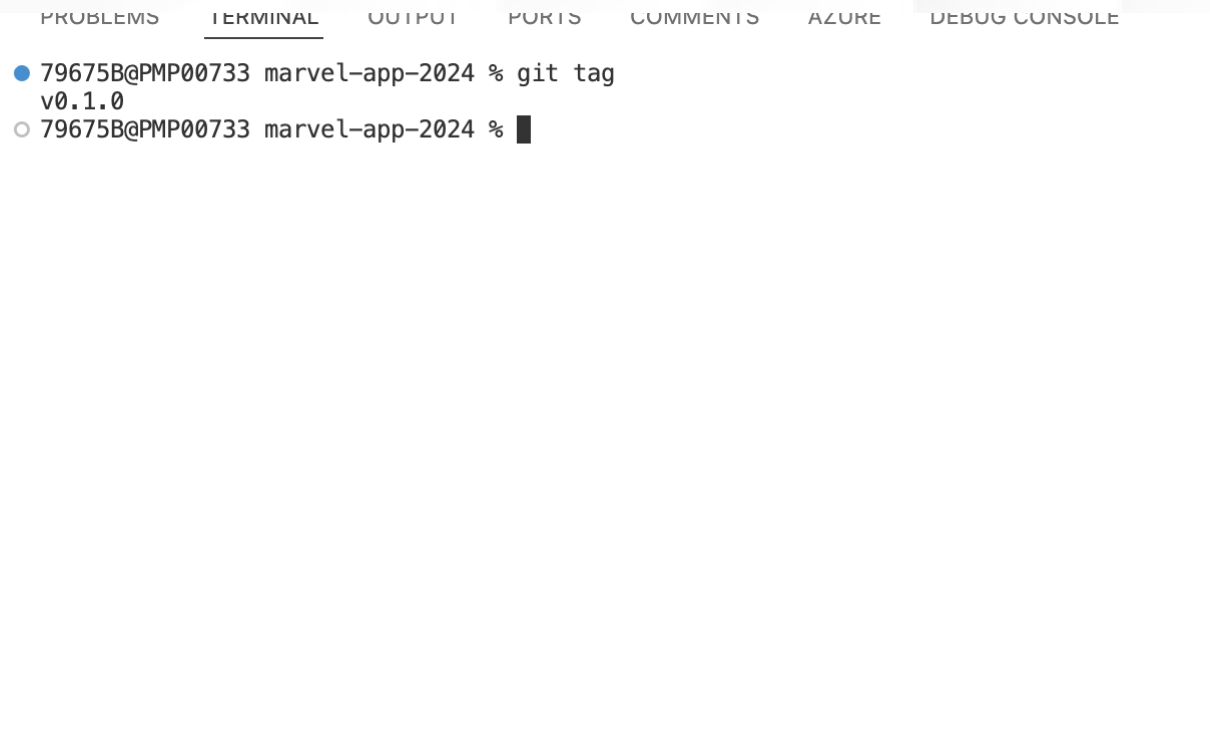 PROBLEMS TERMINAL OUTPUT PORTS COMMENTS AZURE DEBUG CONSOLE
79675B@PMP00733 marvel-app-2024 % git tag
v0.1.0
79675B@PMP00733 marvel-app-2024 %